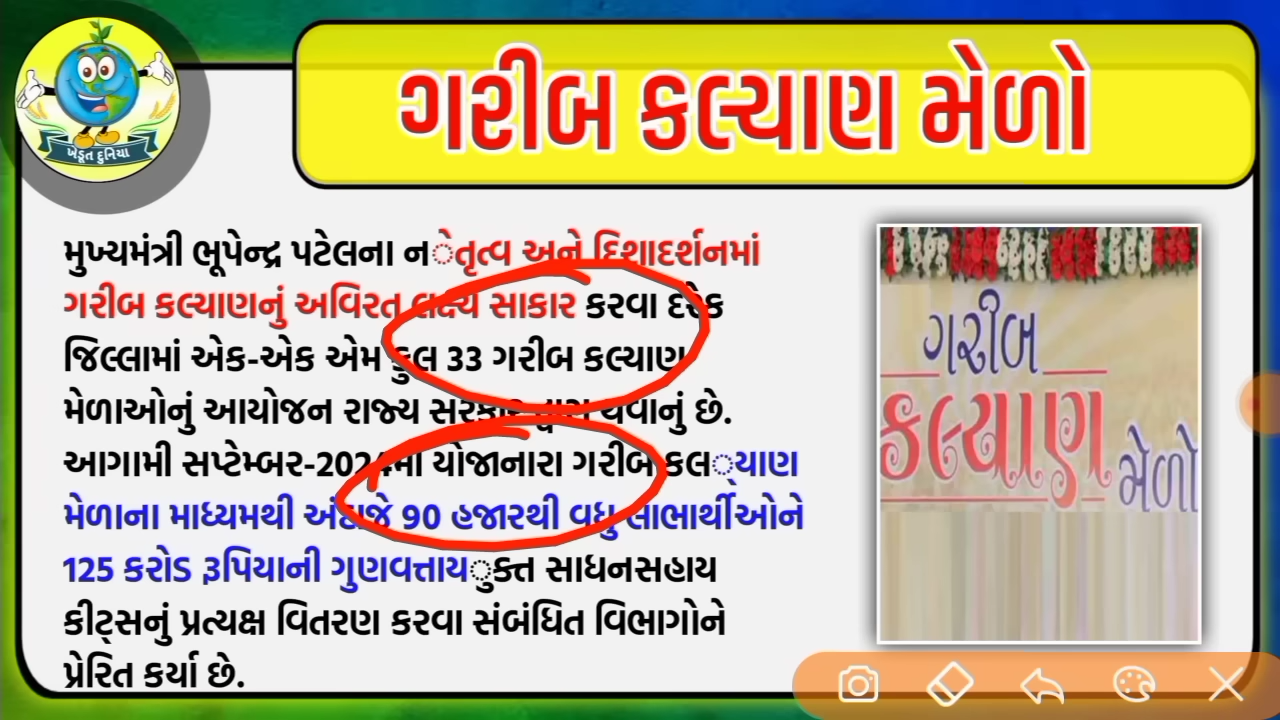 ખેડૂત દુનિયા
ગરીબ કલ્યાણ મેળો
મુખ્યમંત્રી ભૂપેન્દ્ર પટેલના નેતૃત્વ અને દિશાદર્શનમાં
ગરીબ કલ્યાણનું અવિરત લક્ષ્ય સાકાર કરવા દરેક
જિલ્લામાં એક-એક એમ કુલ 33 ગરીબ કલ્યાણ
મેળાઓનું આયોજન રાજ્ય સરકાર દ્વારા થવાનું છે.
આગામી સપ્ટેમ્બર-2024માં યોજાનારા ગરીબ કલ્યાણ
મેળાના માધ્યમથી અંદાજે 90 હજારથી વધુ લાભાર્થીઓને
125 કરોડ રૂપિયાની ગુણવત્તાયુક્ત સાધનસહાય
કીટ્સનું પ્રત્યક્ષ વિતરણ કરવા સંબંધિત વિભાગોને
પ્રેરિત કર્યા છે.
ગરીબ
કલ્યાણ
મેળો